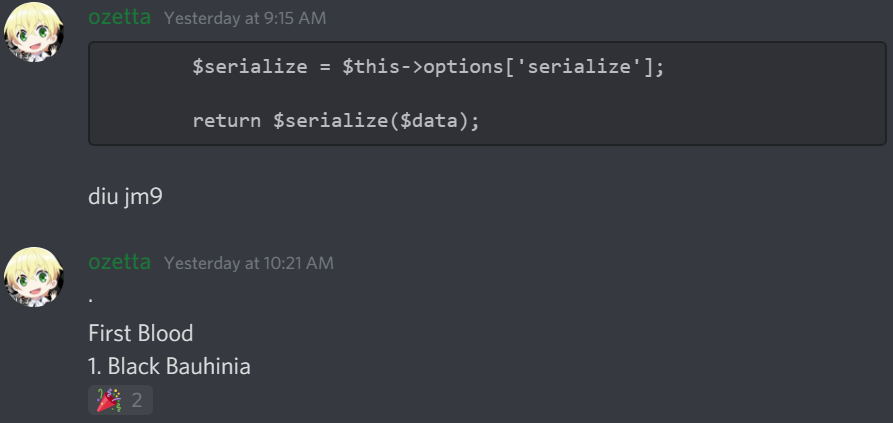 ozetta Yesterday at 9:15 AM
$serialize = $this->options['serialize'];
return $serialize($data);
diu jm9
ozetta Yesterday at 10:21 AM
.
First Blood
1. Black Bauhinia
🎉 2